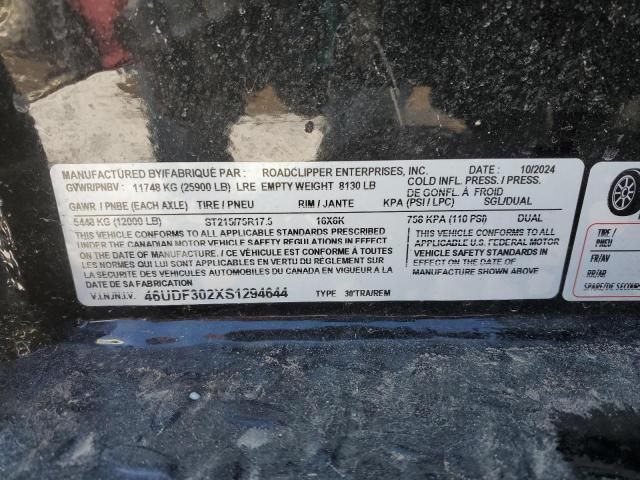 MANUFACTURED BY/FABRIQUÉ PAR : ROADCLIPPER ENTERPRISES, INC. DATE : 10/2024
GVWR/PNBV : 11748 KG (25900 LB) LRE EMPTY WEIGHT 8130 LB COLD INFL. PRESS. / PRESS.
DE CONFL. À FROID
GAWR / PNBE (EACH AXLE) TIRE / PNEU RIM / JANTE KPA (PSI / LPC) SGL/DUAL
5448 KG (12000 LB) ST215/75R17.5 16X6K 758 KPA (110 PSI) DUAL
THIS VEHICLE CONFORMS TO ALL APPLICABLE STANDARDS PRESCRIBED
UNDER THE CANADIAN MOTOR VEHICLE SAFETY REGULATIONS IN EFFECT
ON THE DATE OF MANUFACTURE. / CE VÉHICULE EST CONFORME À
TOUTES LES NORMES QUI LUI SONT APPLICABLES EN VERTU DU RÈGLEMENT SUR
LA SÉCURITÉ DES VÉHICULES AUTOMOBILES DU CANADA EN VIGUEUR A LA
DATE DE SA FABRICATION
THIS VEHICLE CONFORMS TO ALL
APPLICABLE U.S. FEDERAL MOTOR
VEHICLE SAFETY STANDARDS
IN EFFECT ON THE DATE OF
MANUFACTURE SHOWN ABOVE
V.I.N./N.I.V. 46UDF302XS1294644 TYPE 30'TRA/REM
TIRE /
PNEU
FR/AV
RR/AR
SPARE/DE SECOURS